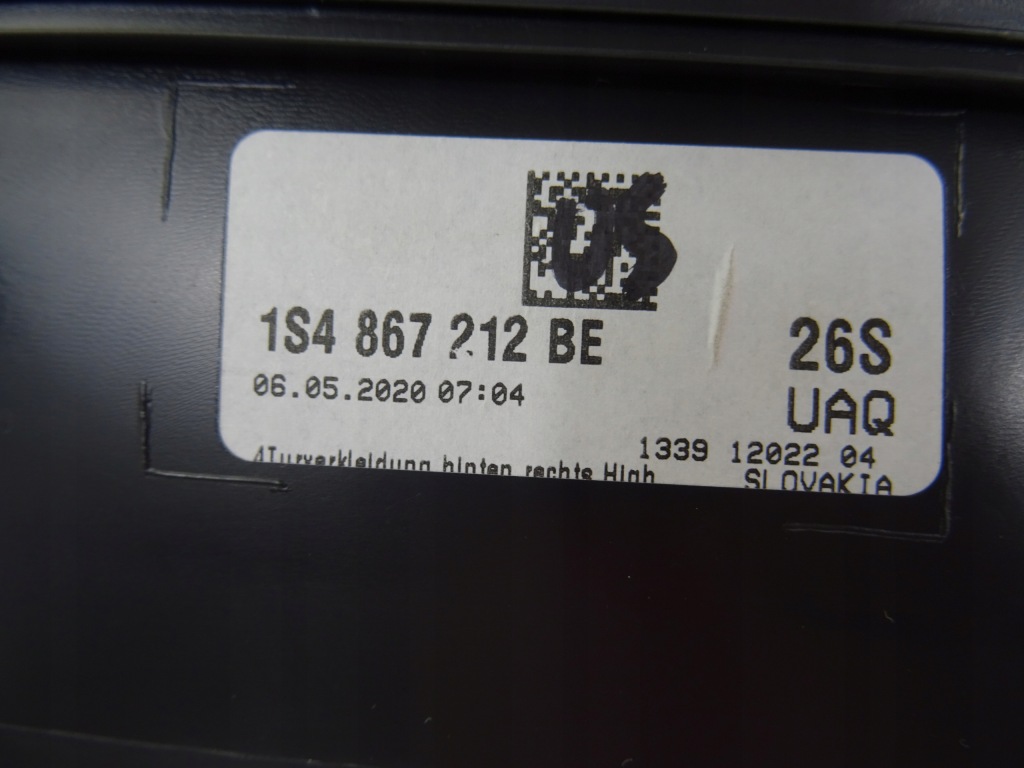 US
1S4 867 212 BE
26S
06.05.2020 07:04
UAQ
1339 12022 04
4Turverkleidung hinten rechts High
SLOVAKIA